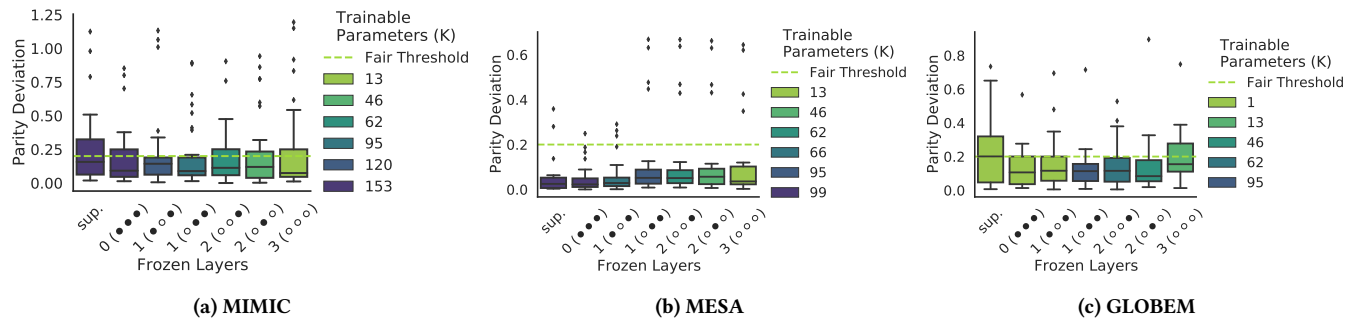 1.25
1.00
0.75
0.50
0.25
0.00
Parity Deviation
sup.
0 (●●●)
1 (●○●)
1 (○●●)
2 (○○●)
2 (○●○)
3 (○○○)
Frozen Layers
Trainable
Parameters (K)
Fair Threshold
13
46
62
95
120
153
(a) MIMIC
0.6
0.4
0.2
0.0
Parity Deviation
sup.
0 (●●●)
1 (●○●)
1 (○●●)
2 (○○●)
2 (○●○)
3 (○○○)
Frozen Layers
Trainable
Parameters (K)
Fair Threshold
13
46
62
66
95
99
(b) MESA
0.8
0.6
0.4
0.2
0.0
Parity Deviation
sup.
0 (●●●)
1 (●○●)
1 (○●●)
2 (○○●)
2 (○●○)
3 (○○○)
Frozen Layers
Trainable
Parameters (K)
Fair Threshold
1
13
46
62
95
(c) GLOBEM